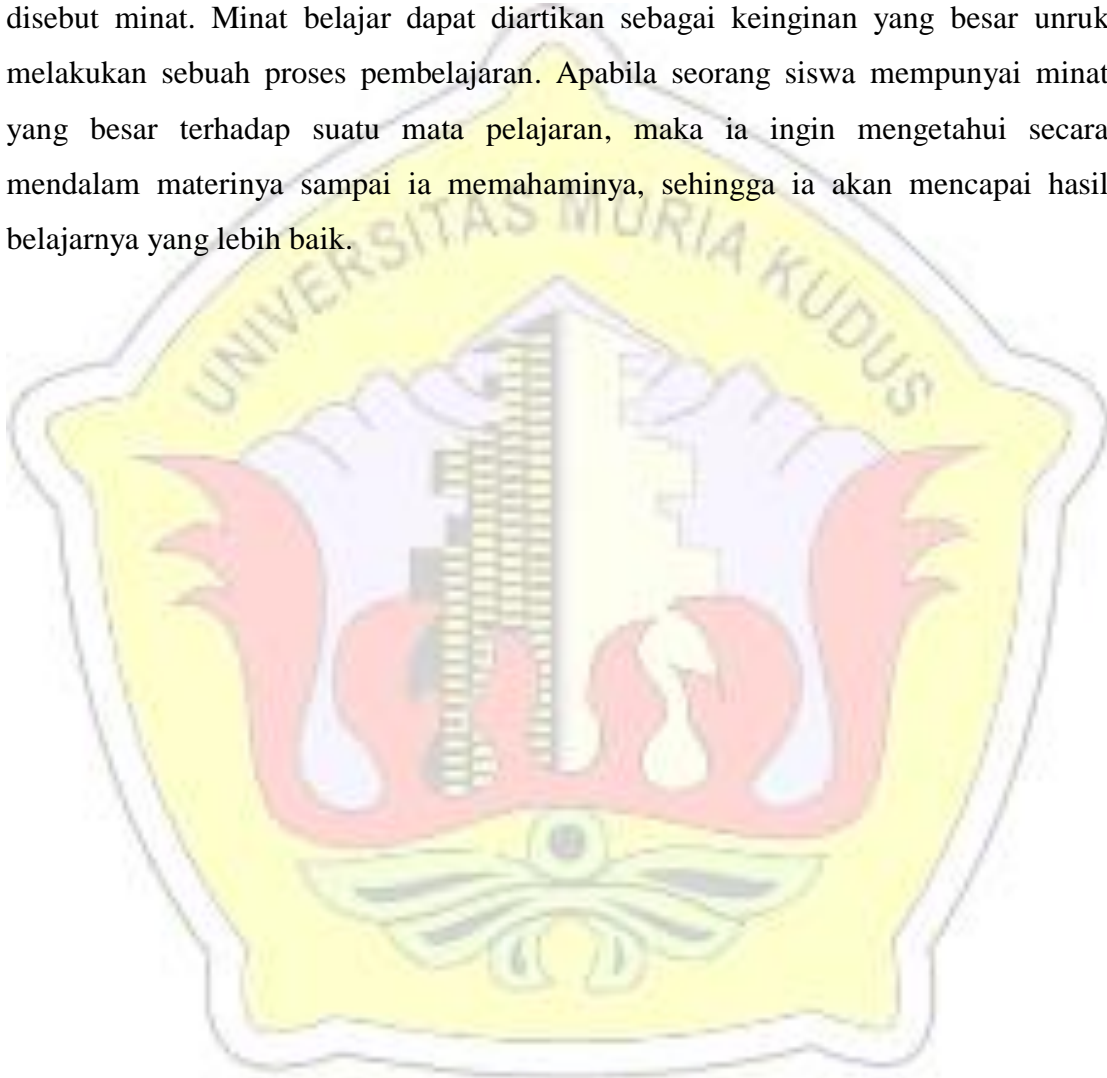 disebut minat. Minat belajar dapat diartikan sebagai keinginan yang besar unruk
melakukan sebuah proses pembelajaran. Apabila seorang siswa mempunyai minat
yang besar terhadap suatu mata pelajaran, maka ia ingin mengetahui secara
mendalam materinya sampai ia memahaminya, sehingga ia akan mencapai hasil
belajarnya yang lebih baik.
UNIVERSITAS MURIA KUDUS